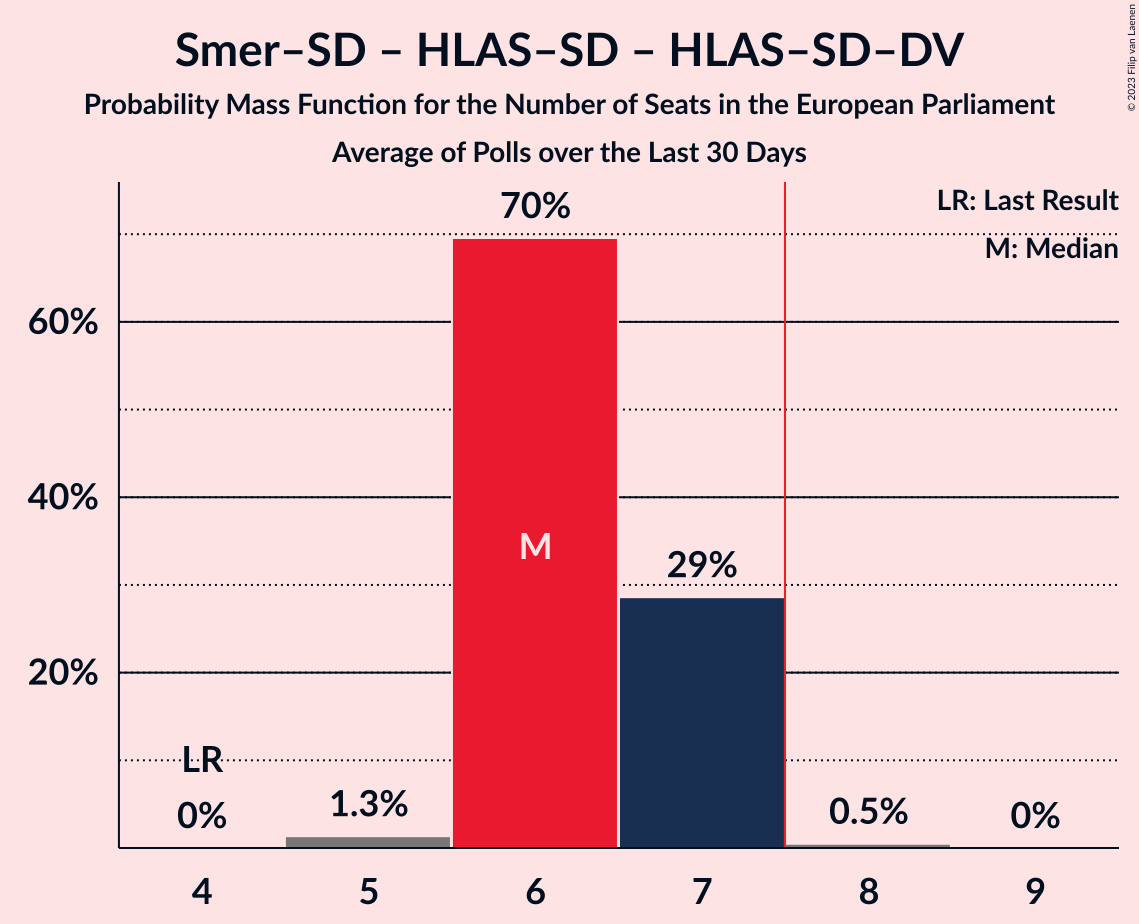 Smer–SD – HLAS–SD – HLAS–SD–DV
Probability Mass Function for the Number of Seats in the European Parliament
Average of Polls over the Last 30 Days
© 2023 Filip van Laenen
LR: Last Result
M: Median
70%
60%
40%
20%
M
29%
LR
0%
1.3%
0.5%
0%
4 5 6 7 8 9